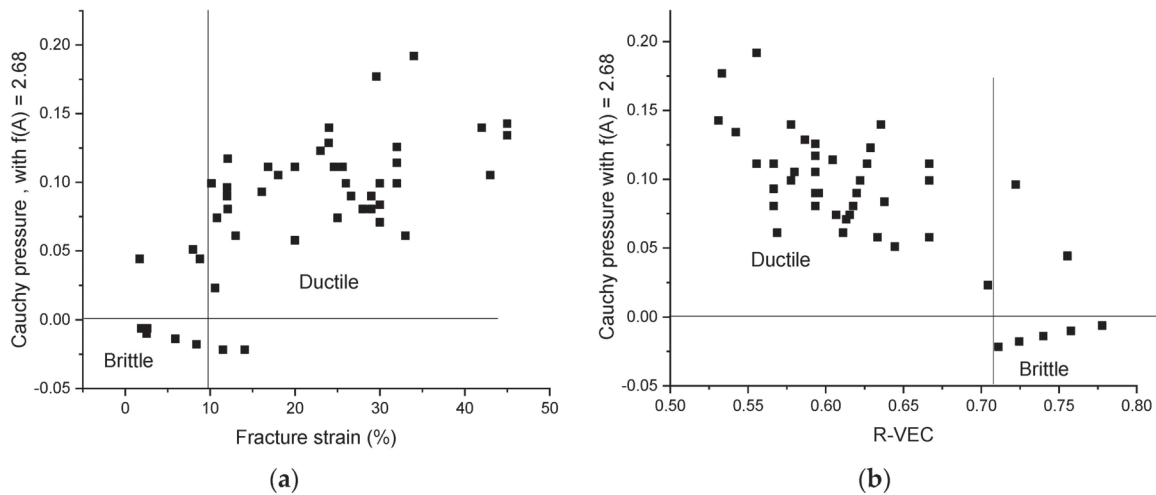 Cauchy pressure , with f(A) = 2.68
0.20
0.15
0.10
0.05
0.00
-0.05
Ductile
Brittle
0 10 20 30 40 50
Fracture strain (%)
(a)
Cauchy pressure with f(A) = 2.68
0.20
0.15
0.10
0.05
0.00
-0.05
Ductile
Brittle
0.50 0.55 0.60 0.65 0.70 0.75 0.80
R-VEC
(b)